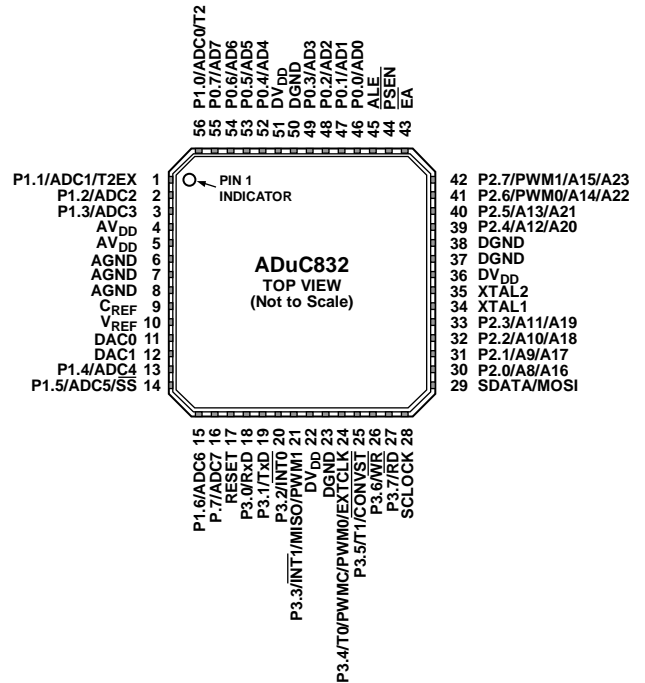 56 P1.0/ADC0/T2
55 P0.7/AD7
54 P0.6/AD6
53 P0.5/AD5
52 P0.4/AD4
51 DVDD
50 DGND
49 P0.3/AD3
48 P0.2/AD2
47 P0.1/AD1
46 P0.0/AD0
45 ALE
44 PSEN
43 EA
P1.1/ADC1/T2EX 1
P1.2/ADC2 2
P1.3/ADC3 3
AVDD 4
AVDD 5
AGND 6
AGND 7
AGND 8
CREF 9
VREF 10
DAC0 11
DAC1 12
P1.4/ADC4 13
P1.5/ADC5/SS 14
PIN 1
INDICATOR
ADuC832
TOP VIEW
(Not to Scale)
42 P2.7/PWM1/A15/A23
41 P2.6/PWM0/A14/A22
40 P2.5/A13/A21
39 P2.4/A12/A20
38 DGND
37 DGND
36 DVDD
35 XTAL2
34 XTAL1
33 P2.3/A11/A19
32 P2.2/A10/A18
31 P2.1/A9/A17
30 P2.0/A8/A16
29 SDATA/MOSI
P1.6/ADC6 15
P.7/ADC7 16
RESET 17
P3.0/RxD 18
P3.1/TxD 19
P3.2/INT0 20
P3.3/INT1/MISO/PWM1 21
DVDD 22
DGND 23
P3.4/T0/PWMC/PWM0/EXTCLK 24
P3.5/T1/CONVST 25
P3.6/WR 26
P3.7/RD 27
SCLOCK 28